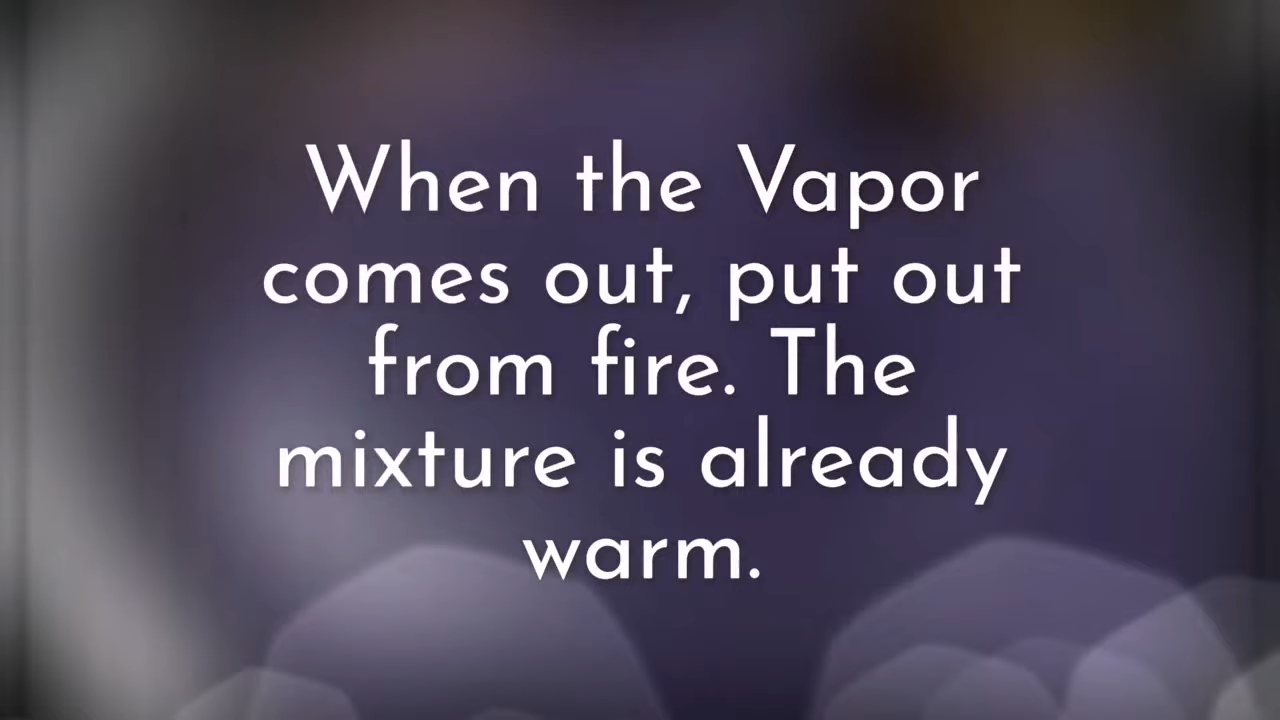 When the Vapor
comes out, put out
from fire. The
mixture is already
warm.